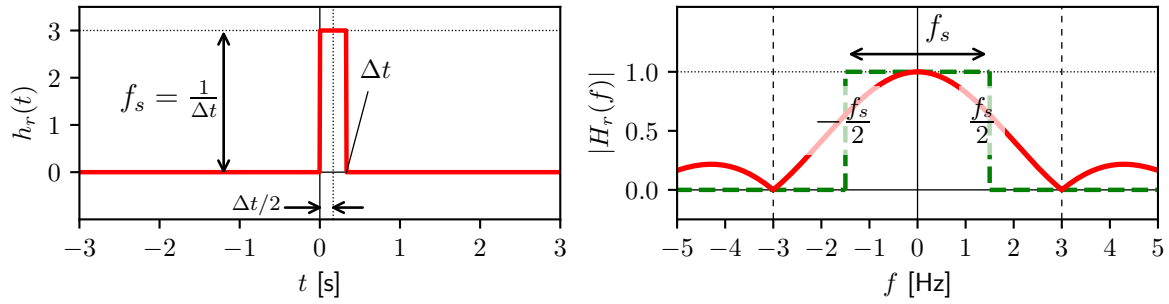 h_r(t)
3
2
1
0
f_s = 1/Δt
Δt
Δt/2
−3 −2 −1 0 1 2 3
t [s]
|H_r(f)|
1.0
0.5
0.0
f_s
−f_s/2
f_s/2
−5 −4 −3 −2 −1 0 1 2 3 4 5
f [Hz]